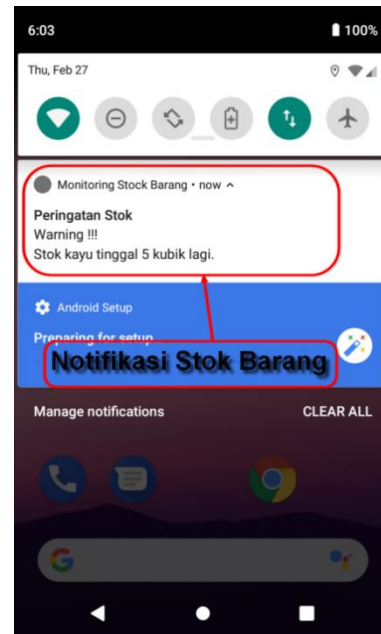 6:03 100%
Thu, Feb 27
Monitoring Stock Barang • now
Peringatan Stok
Warning !!!
Stok kayu tinggal 5 kubik lagi.
Android Setup
Preparing for setup
Notifikasi Stok Barang
Manage notifications CLEAR ALL
G